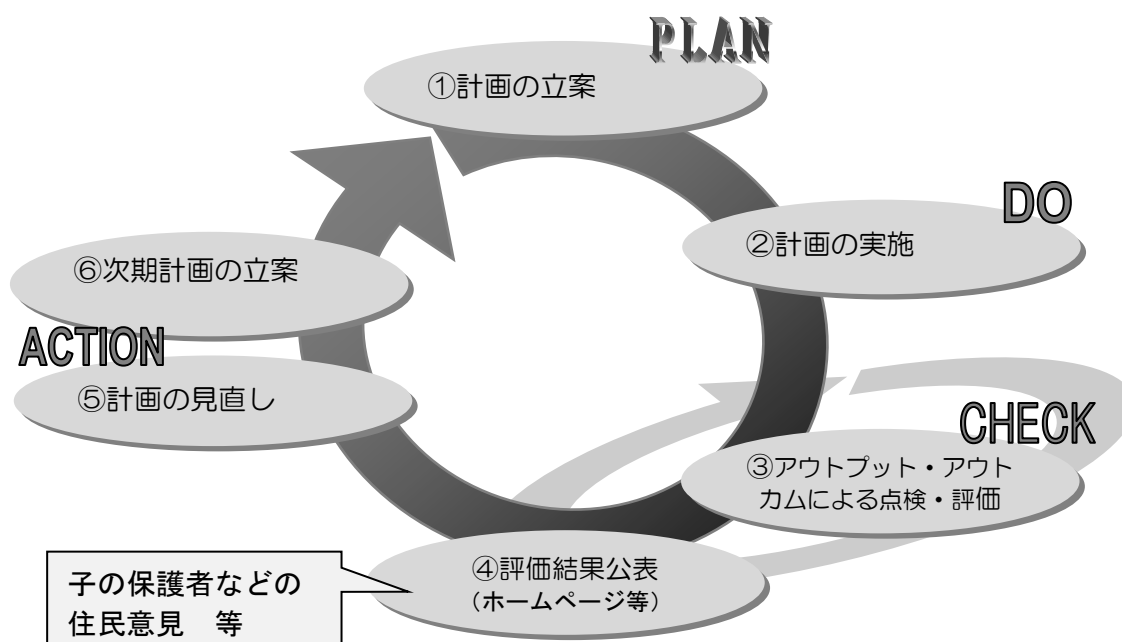 PLAN
①計画の立案
DO
②計画の実施
CHECK
③アウトプット・アウト
カムによる点検・評価
④評価結果公表
（ホームページ等）
子の保護者などの
住民意見　等
ACTION
⑤計画の見直し
⑥次期計画の立案